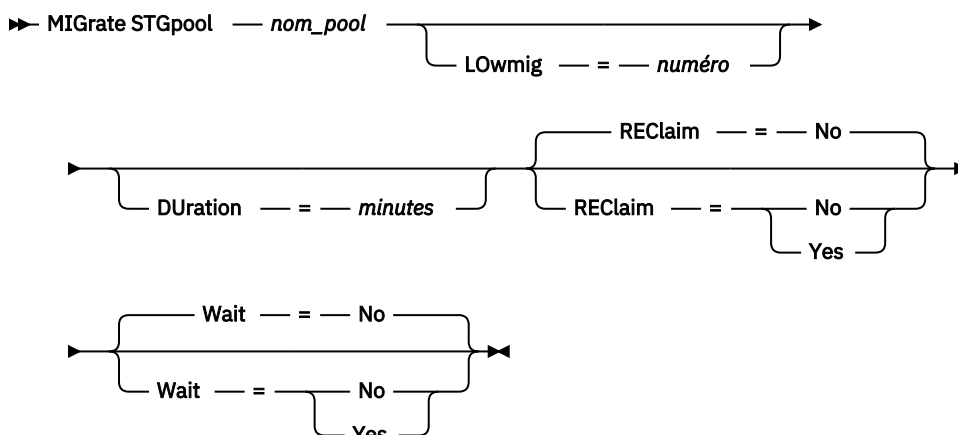 MIGrate STGpool — nom_pool
LOwmig — = — numéro
REClaim — = — No
DUration — = — minutes
REClaim — = — No
Yes
Wait — = — No
Wait — = — No
Yes